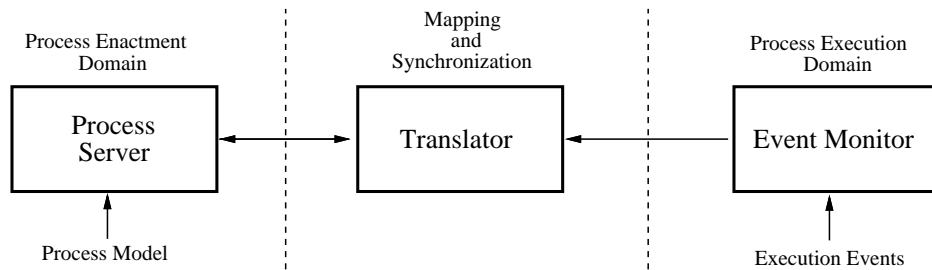 Process Enactment
Domain
Process
Server
Process Model
Mapping
and
Synchronization
Translator
Process Execution
Domain
Event Monitor
Execution Events